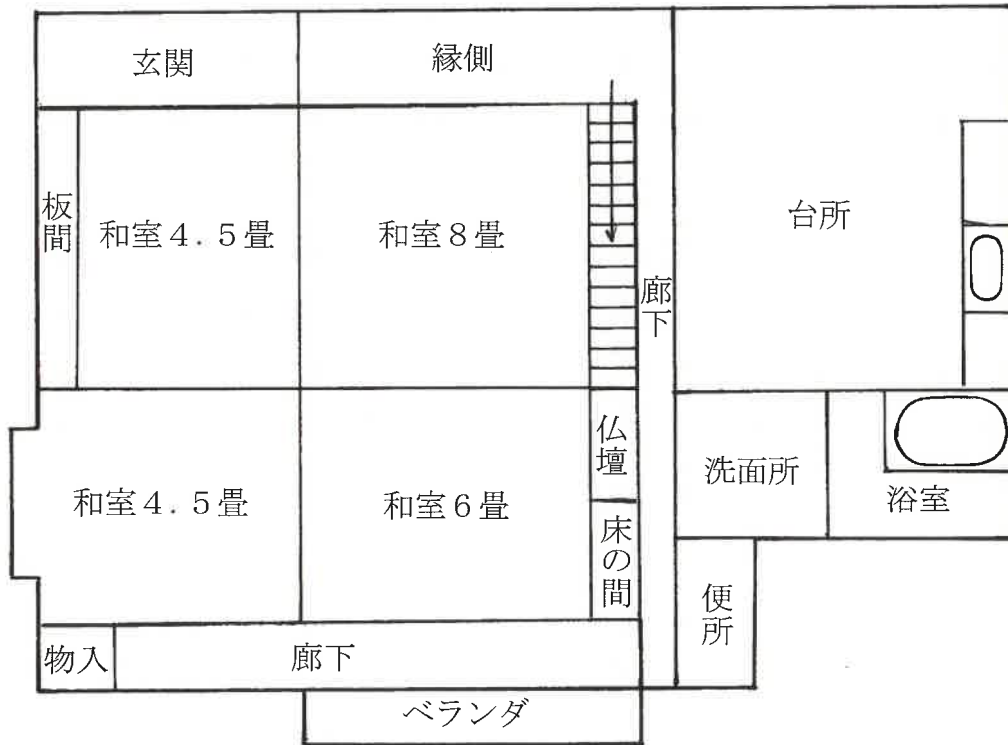 玄関
縁側
板間
和室４．５畳
和室８畳
廊下
台所
和室４．５畳
和室６畳
仏壇
床の間
洗面所
浴室
便所
物入
廊下
ベランダ